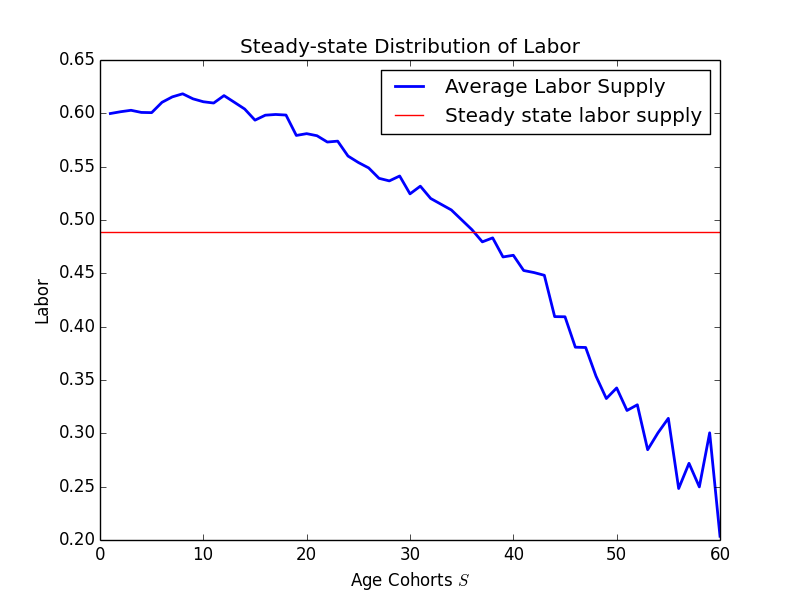 Steady-state Distribution of Labor
0.65
0.60
0.55
0.50
0.45
0.40
0.35
0.30
0.25
0.20
Labor
Average Labor Supply
Steady state labor supply
0 10 20 30 40 50 60
Age Cohorts S